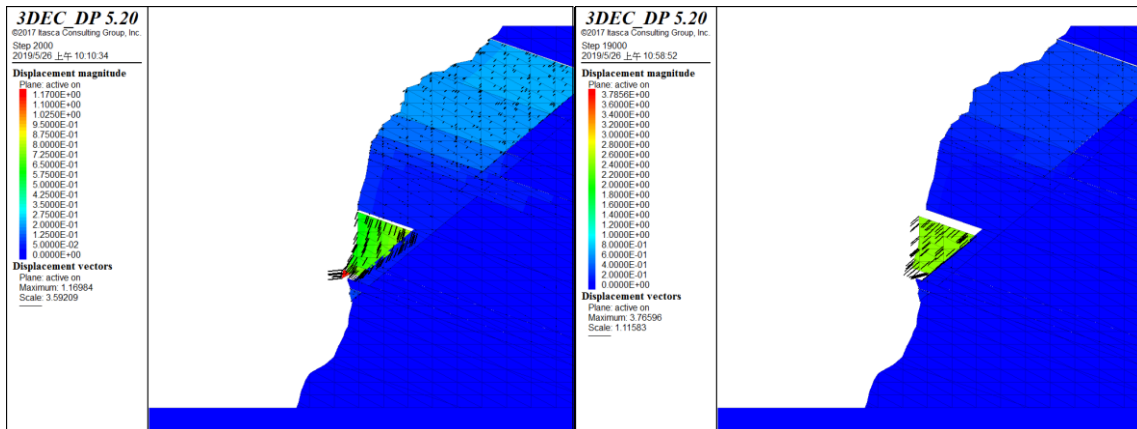 3DEC_DP 5.20
©2017 Itasca Consulting Group, Inc.
Step 2000
2019/5/26 上午 10:10:34
Displacement magnitude
Plane: active on
1.1700E+00
1.1000E+00
1.0250E+00
9.5000E-01
8.7500E-01
8.0000E-01
7.2500E-01
6.5000E-01
5.7500E-01
5.0000E-01
4.2500E-01
3.5000E-01
2.7500E-01
2.0000E-01
1.2500E-01
5.0000E-02
0.0000E+00
Displacement vectors
Plane: active on
Maximum: 1.16984
Scale: 3.59209
3DEC_DP 5.20
©2017 Itasca Consulting Group, Inc.
Step 19000
2019/5/26 上午 10:58:52
Displacement magnitude
Plane: active on
3.7856E+00
3.6000E+00
3.4000E+00
3.2000E+00
3.0000E+00
2.8000E+00
2.6000E+00
2.4000E+00
2.2000E+00
2.0000E+00
1.8000E+00
1.6000E+00
1.4000E+00
1.2000E+00
1.0000E+00
8.0000E-01
6.0000E-01
4.0000E-01
2.0000E-01
0.0000E+00
Displacement vectors
Plane: active on
Maximum: 3.76596
Scale: 1.11583